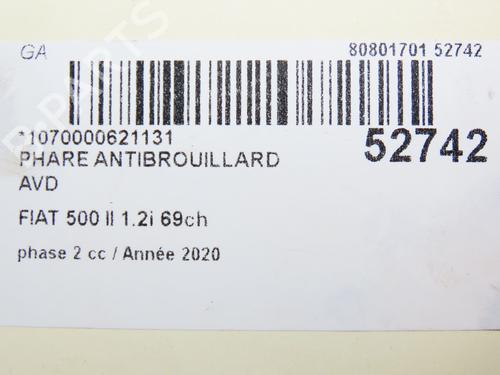 GA 80801701 52742
*1070000621131 52742
PHARE ANTIBROUILLARD
AVD
FIAT 500 II 1.2i 69ch
phase 2 cc / Année 2020